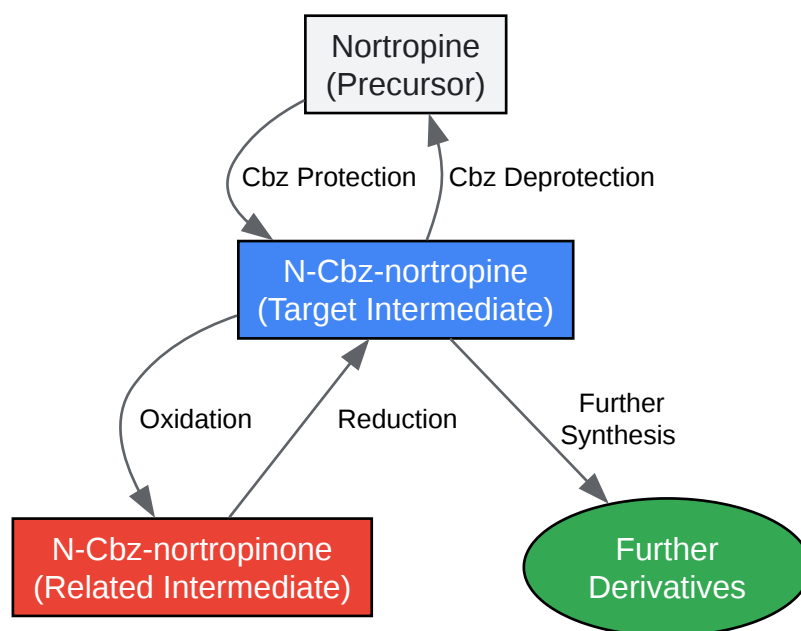 Nortropine
(Precursor)
Cbz Protection
Cbz Deprotection
N-Cbz-nortropine
(Target Intermediate)
Oxidation
Reduction
Further
Synthesis
N-Cbz-nortropinone
(Related Intermediate)
Further
Derivatives